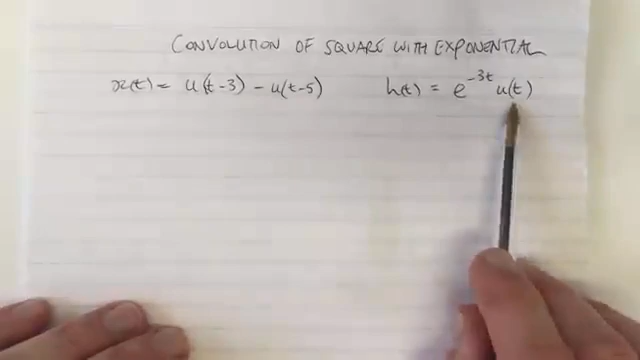 CONVOLUTION OF SQUARE WITH EXPONENTIAL
x(t) = u(t-3) - u(t-5) h(t) = e^{-3t} u(t)